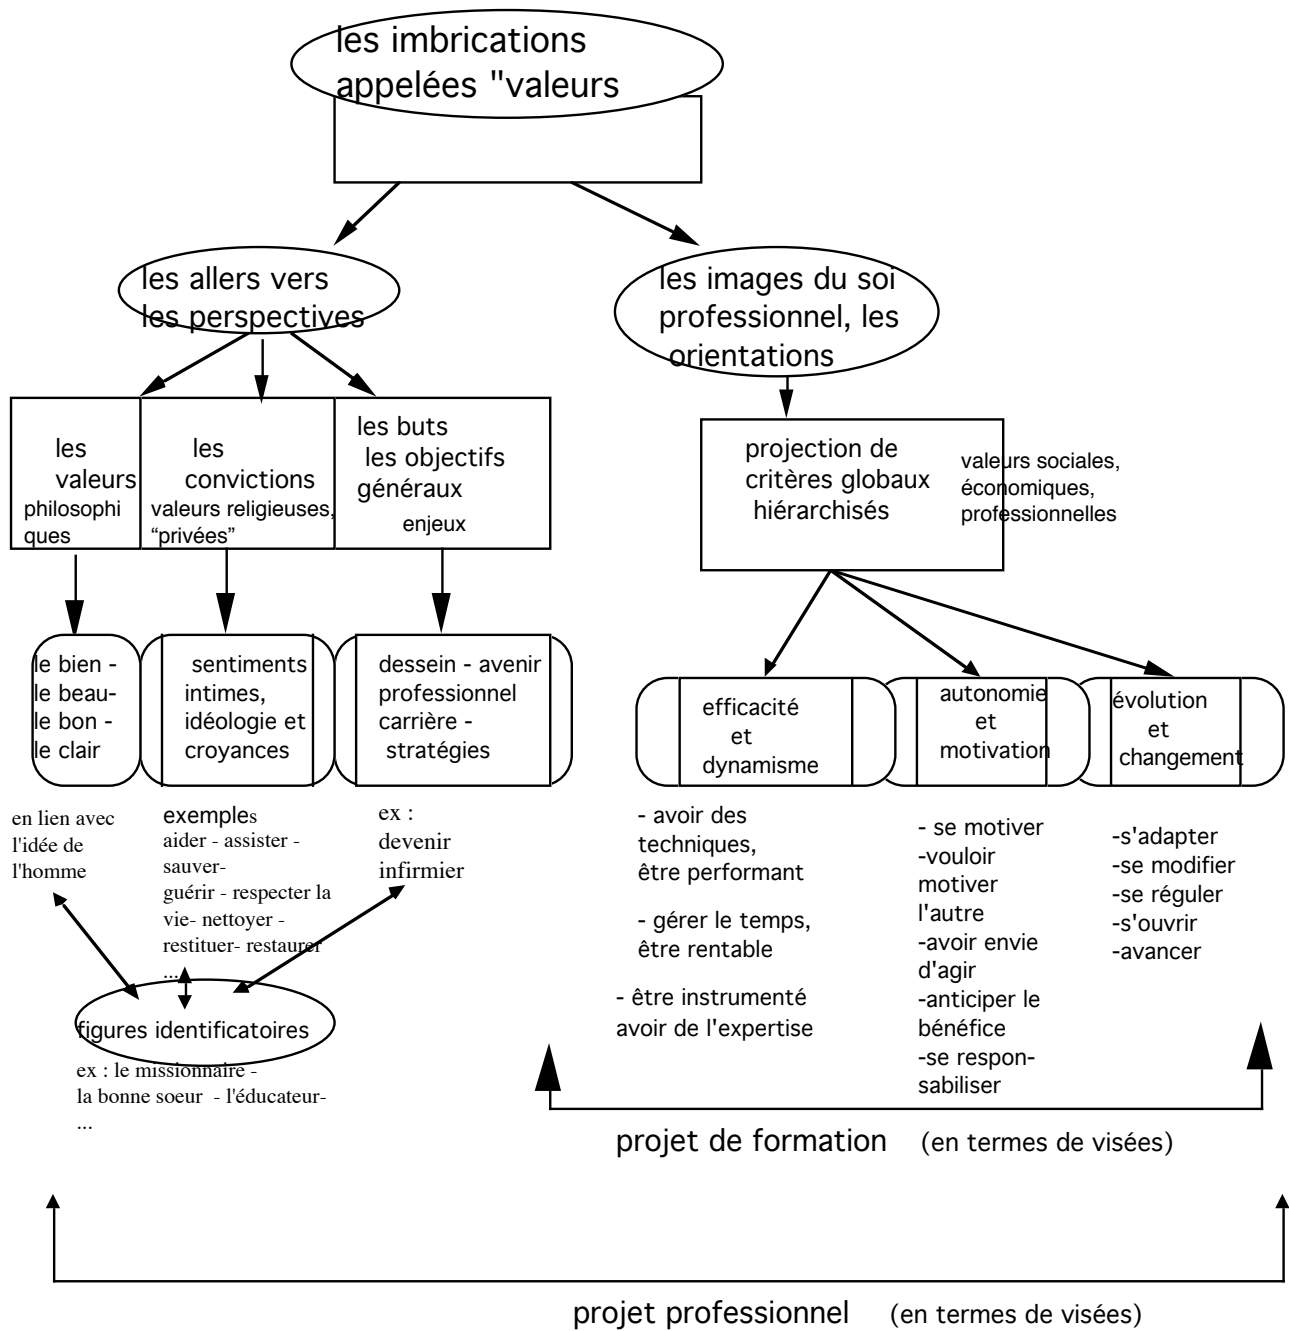 les imbrications
appelées "valeurs
les allers vers
les perspectives
les images du soi
professionnel, les
orientations
les
valeurs
philosophi
ques
les
convictions
valeurs religieuses,
“privées”
les buts
les objectifs
généraux
enjeux
projection de
critères globaux
hiérarchisés
valeurs sociales,
économiques,
professionnelles
le bien -
le beau-
le bon -
le clair
sentiments
intimes,
idéologie et
croyances
dessein - avenir
professionnel
carrière -
stratégies
efficacité
et
dynamisme
autonomie
et
motivation
évolution
et
changement
en lien avec
l'idée de
l'homme
exemples
aider - assister -
sauver-
guérir - respecter la
vie- nettoyer -
restituer- restaurer
...
ex :
devenir
infirmier
- avoir des
techniques,
être performant
- gérer le temps,
être rentable
- être instrumenté
avoir de l'expertise
- se motiver
-vouloir
motiver
l'autre
-avoir envie
d'agir
-anticiper le
bénéfice
-se respon-
sabiliser
-s'adapter
-se modifier
-se réguler
-s'ouvrir
-avancer
figures identificatoires
ex : le missionnaire -
la bonne soeur - l'éducateur-
...
projet de formation (en termes de visées)
projet professionnel (en termes de visées)